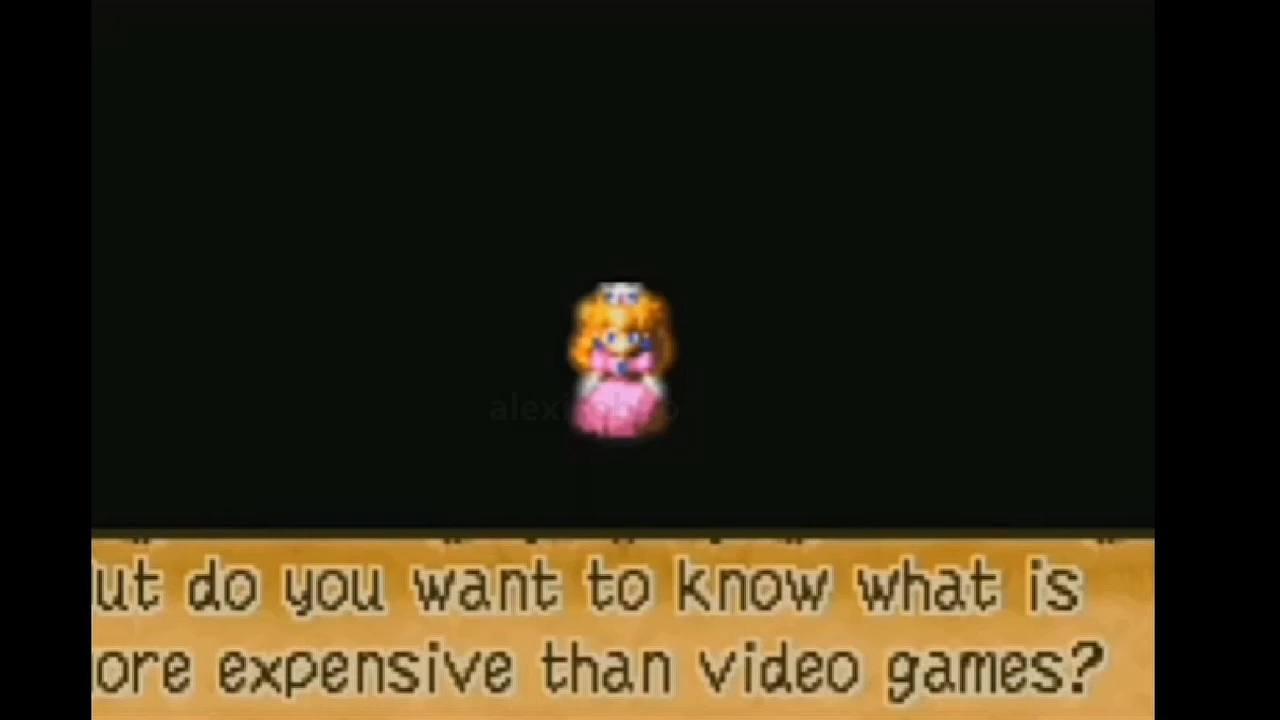 ut do you want to know what is
ore expensive than video games?